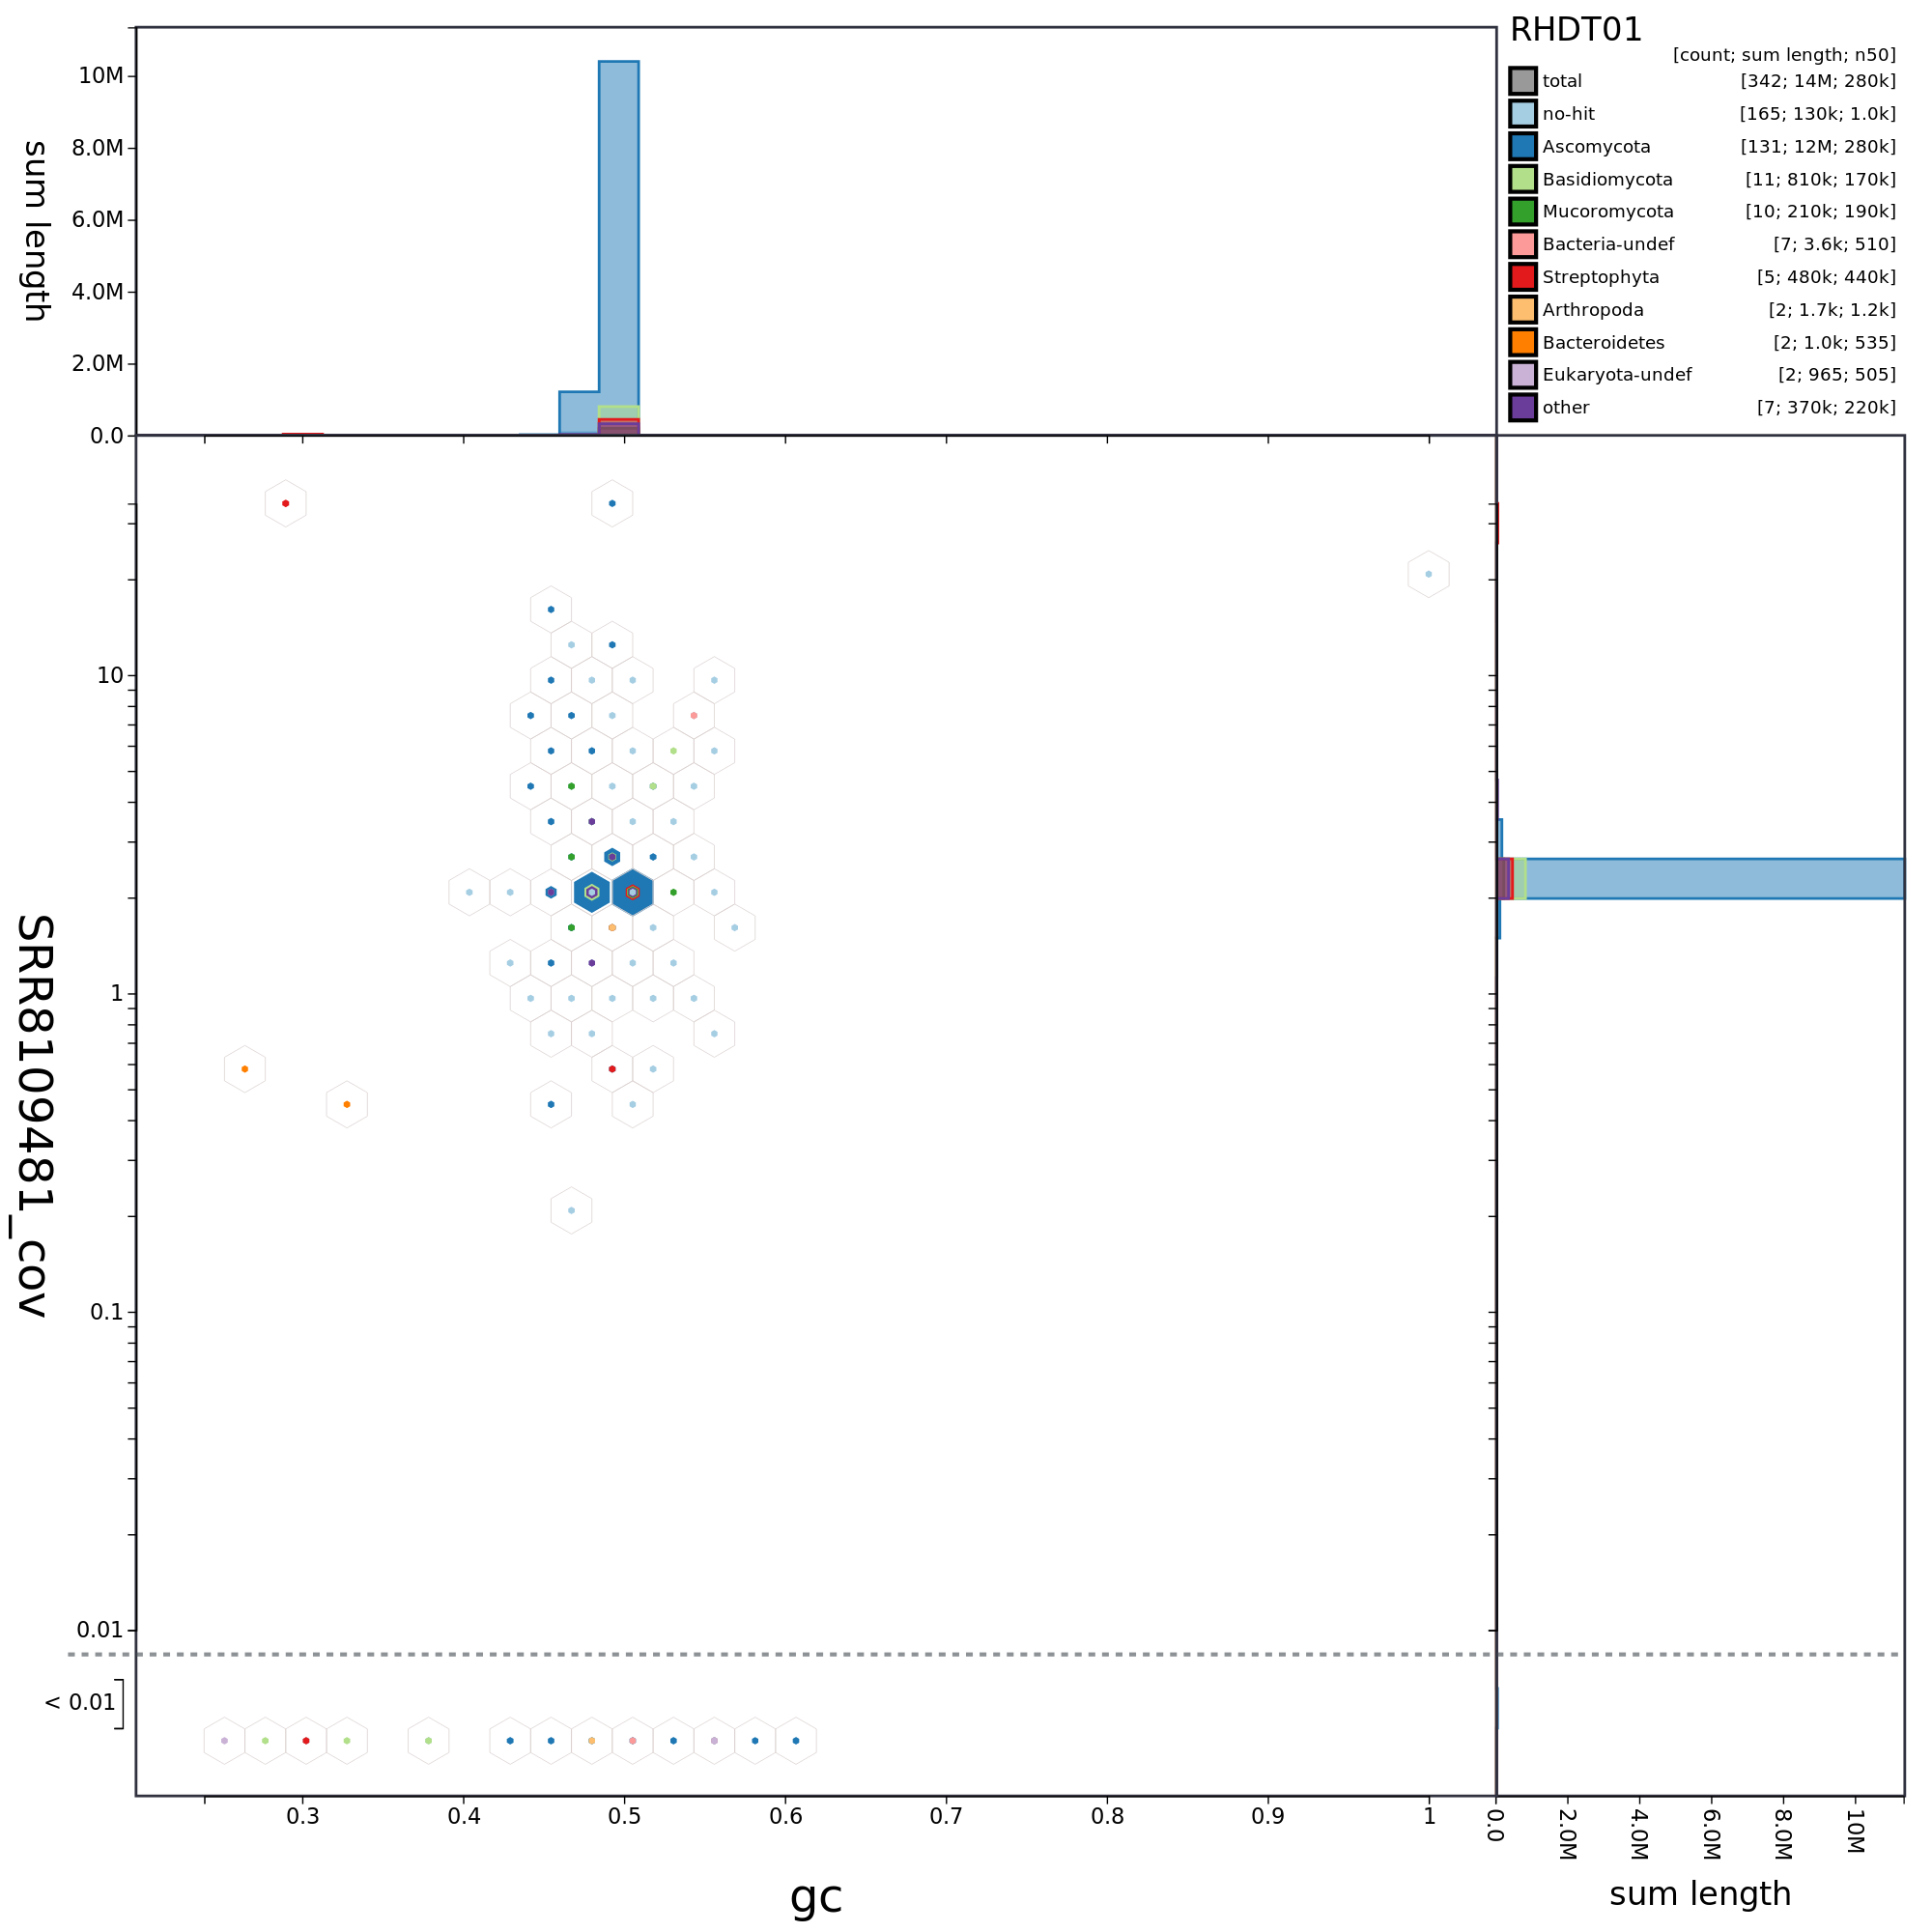 RHDT01
[count; sum length; n50]
total [342; 14M; 280k]
no-hit [165; 130k; 1.0k]
Ascomycota [131; 12M; 280k]
Basidiomycota [11; 810k; 170k]
Mucoromycota [10; 210k; 190k]
Bacteria-undef [7; 3.6k; 510]
Streptophyta [5; 480k; 440k]
Arthropoda [2; 1.7k; 1.2k]
Bacteroidetes [2; 1.0k; 535]
Eukaryota-undef [2; 965; 505]
other [7; 370k; 220k]
sum length
10M
8.0M
6.0M
4.0M
2.0M
0.0
SRR8109481_cov
10
1
0.1
0.01
< 0.01
0.3 0.4 0.5 0.6 0.7 0.8 0.9 1
gc
0.0 2.0M 4.0M 6.0M 8.0M 10M
sum length